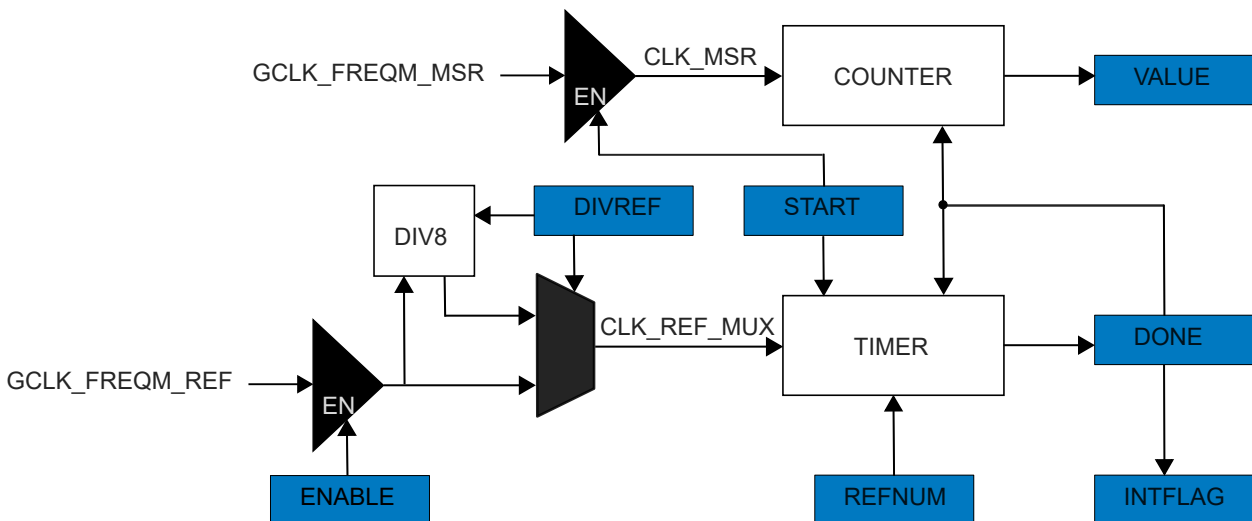 GCLK_FREQM_MSR
EN
CLK_MSR
COUNTER
VALUE
DIV8
DIVREF
START
GCLK_FREQM_REF
EN
CLK_REF_MUX
TIMER
DONE
ENABLE
REFNUM
INTFLAG